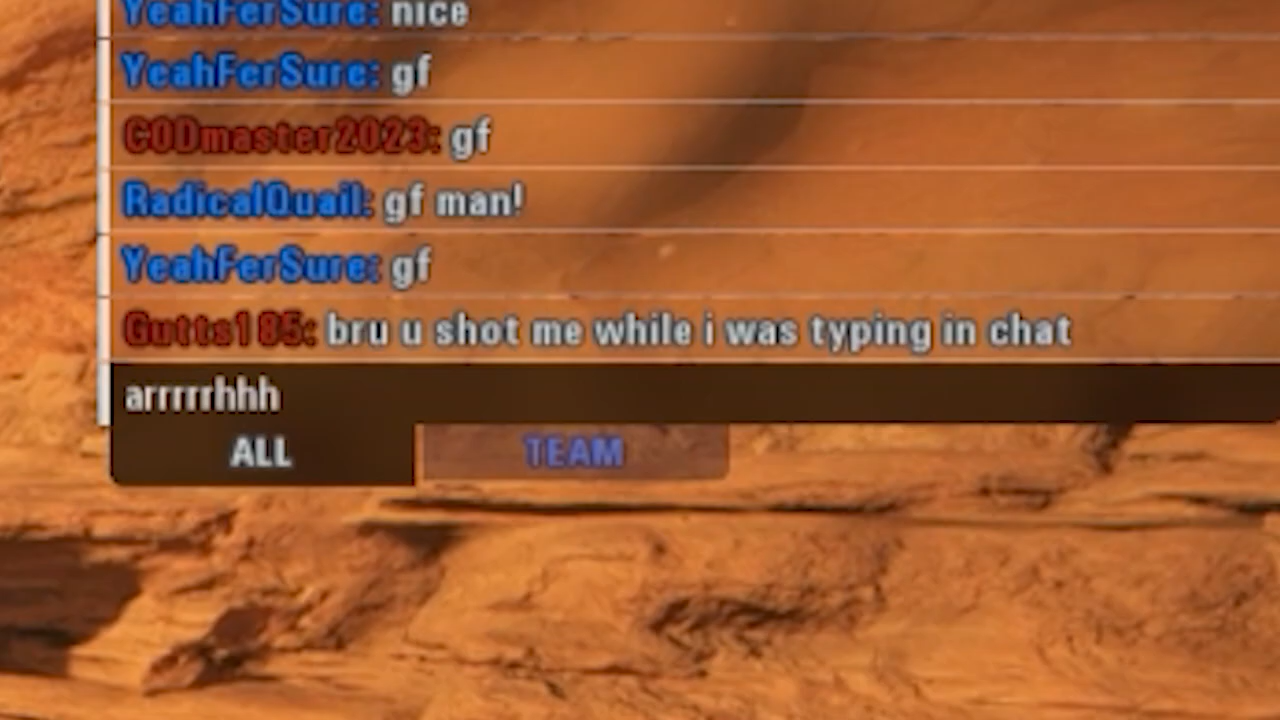 YeahFerSure: nice
YeahFerSure: gf
CODmaster2023: gf
RadicalQuail: gf man!
YeahFerSure: gf
Gutts185: bru u shot me while i was typing in chat
arrrrrhhh
ALL TEAM